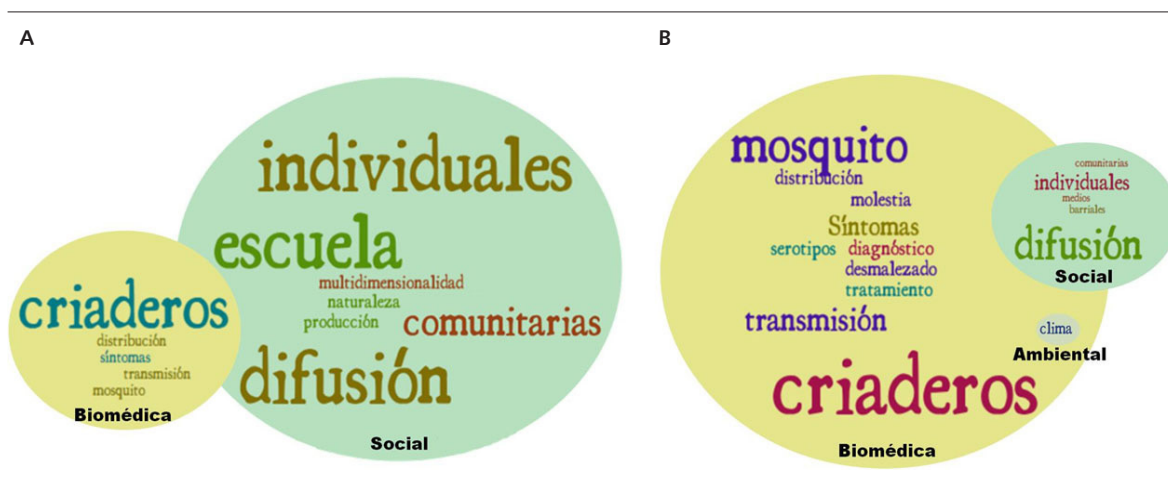 A
individuales
escuela
multidimensionalidad
naturaleza
producción
comunitarias
difusión
Social
criaderos
distribución
síntomas
transmisión
mosquito
Biomédica
B
mosquito
distribución
molestia
Síntomas
serotipos diagnóstico
desmalezado
tratamiento
transmisión
criaderos
Biomédica
comunitarias
individuales
medios
barriales
difusión
Social
clima
Ambiental